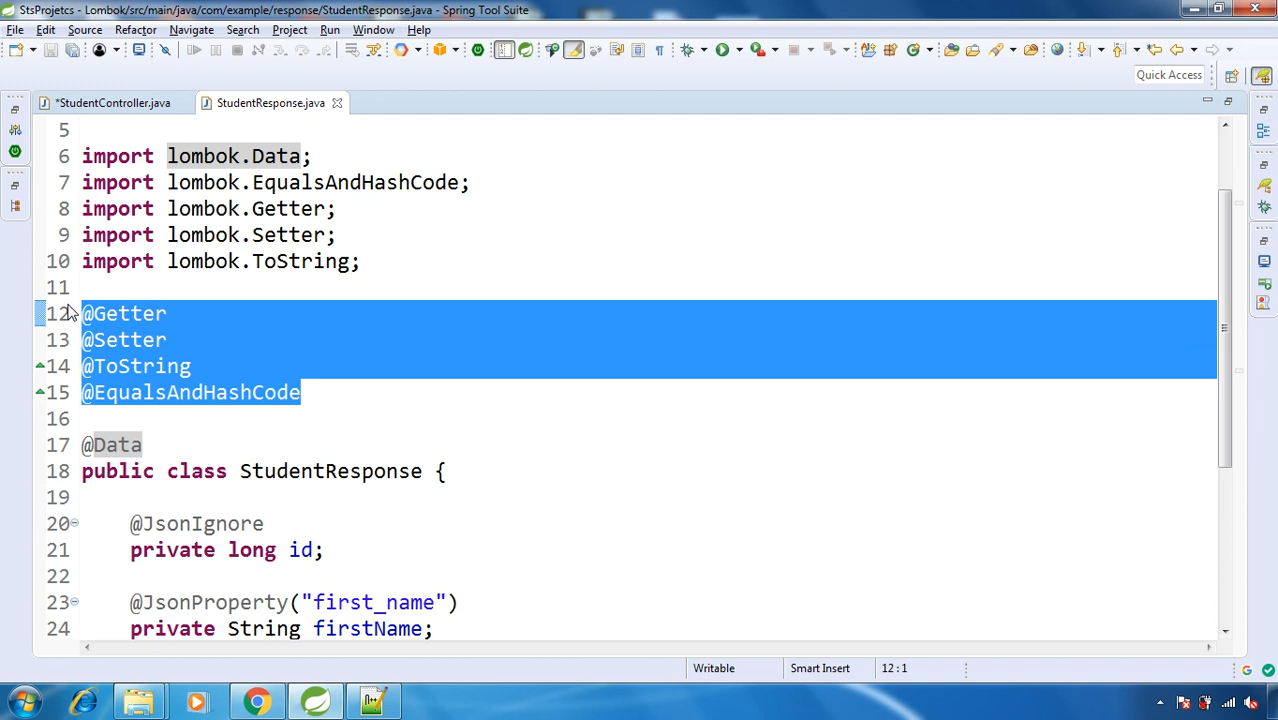 StsProjetcs - Lombok/src/main/java/com/example/response/StudentResponse.java - Spring Tool Suite
File Edit Source Refactor Navigate Search Project Run Window Help
Quick Access
*StudentController.java StudentResponse.java
5
6 import lombok.Data;
7 import lombok.EqualsAndHashCode;
8 import lombok.Getter;
9 import lombok.Setter;
10 import lombok.ToString;
11
12 @Getter
13 @Setter
14 @ToString
15 @EqualsAndHashCode
16
17 @Data
18 public class StudentResponse {
19
20 @JsonIgnore
21 private long id;
22
23 @JsonProperty("first_name")
24 private String firstName;
Writable Smart Insert 12 : 1